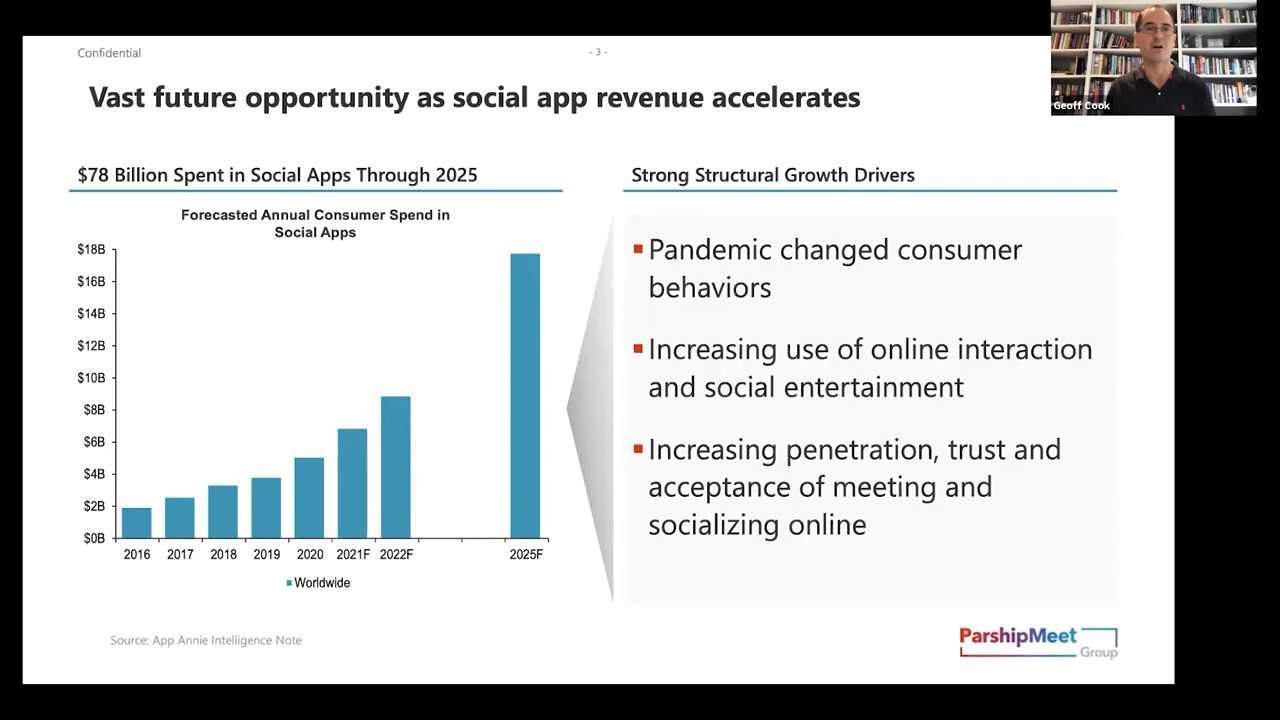 Confidential
- 3 -
Geoff Cook
Vast future opportunity as social app revenue accelerates
$78 Billion Spent in Social Apps Through 2025
Forecasted Annual Consumer Spend in
Social Apps
$18B
$16B
$14B
$12B
$10B
$8B
$6B
$4B
$2B
$0B
2016 2017 2018 2019 2020 2021F 2022F 2025F
Worldwide
Strong Structural Growth Drivers
Pandemic changed consumer
behaviors
Increasing use of online interaction
and social entertainment
Increasing penetration, trust and
acceptance of meeting and
socializing online
Source: App Annie Intelligence Note
ParshipMeet
Group